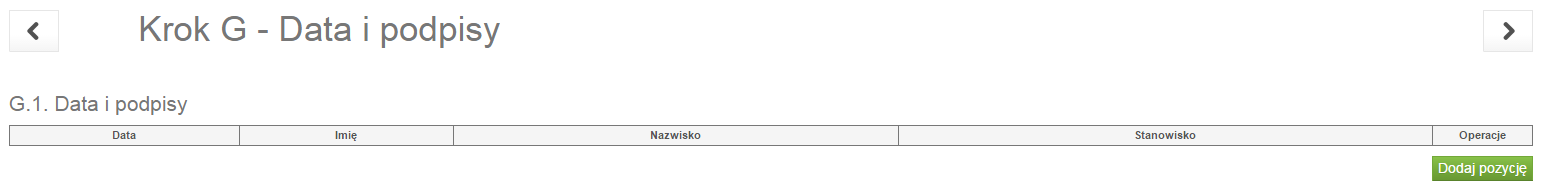 Krok G - Data i podpisy
G.1. Data i podpisy
Data Imię Nazwisko Stanowisko Operacje
Dodaj pozycję